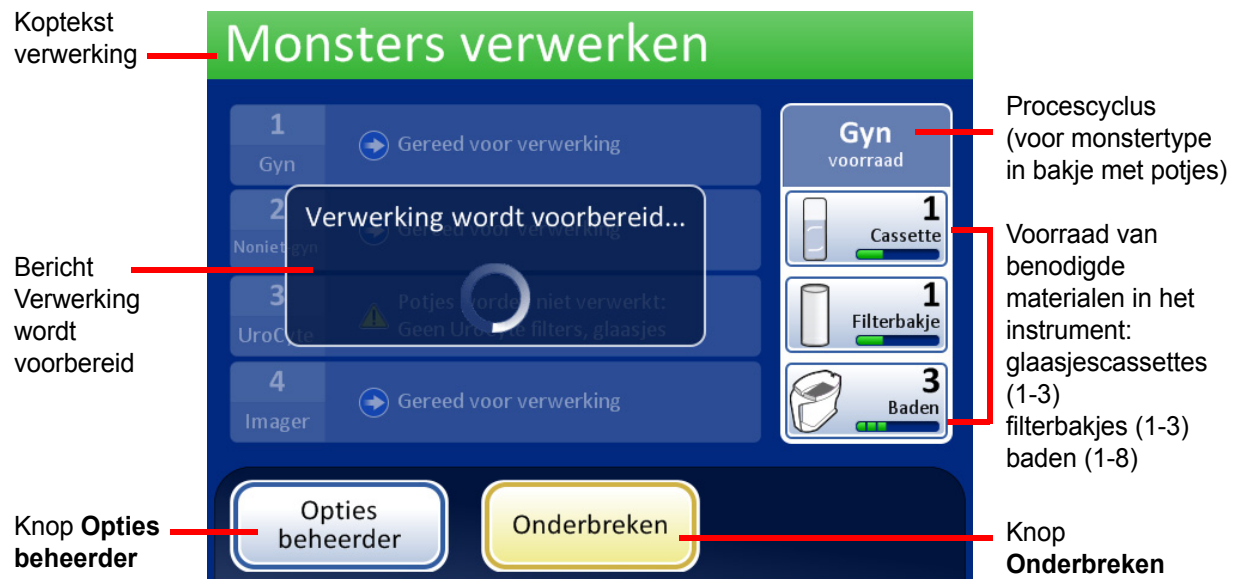 Koptekst
verwerking
Monsters verwerken
1
Gyn
Gereed voor verwerking
2
Noniet-gyn
3
UroCyte
Potjes worden niet verwerkt:
Geen UroCyte filters, glaasjes
4
Imager
Gereed voor verwerking
Verwerking wordt voorbereid...
Bericht
Verwerking
wordt
voorbereid
Gyn
voorraad
1
Cassette
1
Filterbakje
3
Baden
Procescyclus
(voor monstertype
in bakje met potjes)
Voorraad van
benodigde
materialen in het
instrument:
glaasjescassettes
(1-3)
filterbakjes (1-3)
baden (1-8)
Knop Opties
beheerder
Opties
beheerder
Onderbreken
Knop
Onderbreken